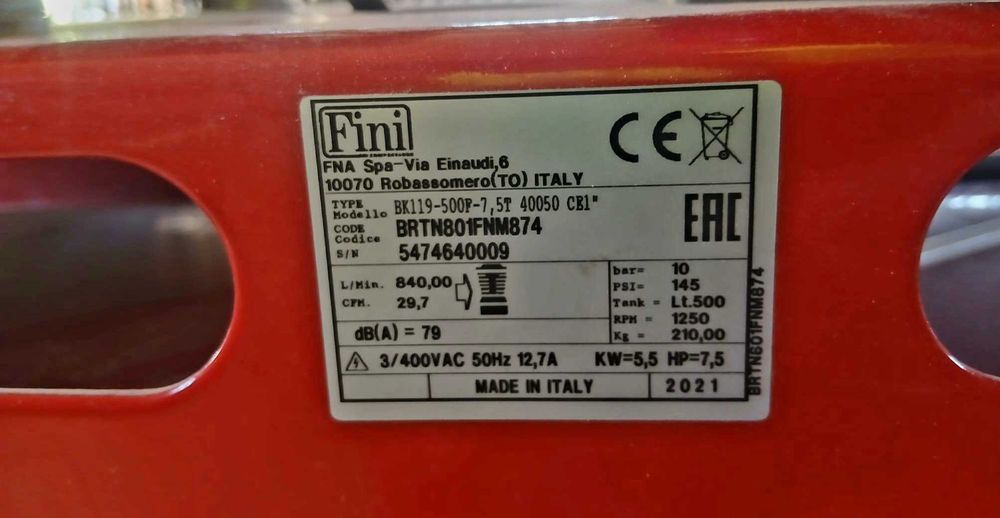 Fini
FNA Spa-Via Einaudi,6
10070 Robassomero(TO) ITALY
CE
EAC
TYPE
Modello BK119-500F-7,5T 40050 CE1"
CODE
Codice BRTN801FNM874
S/N 5474640009
L/Min. 840,00
CFM. 29,7
dB(A) = 79
bar= 10
PSI= 145
Tank = Lt.500
RPM = 1250
Kg = 210,00
3/400VAC 50Hz 12,7A KW=5,5 HP=7,5
MADE IN ITALY 2021
BRTN601FNM874